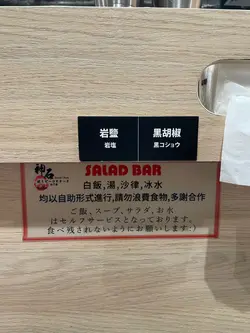 岩鹽
岩塩
黑胡椒
黒コショウ
神石
SALAD BAR
白飯,湯,沙律,冰水
均以自助形式進行,請勿浪費食物,多謝合作
ご飯、スープ、サラダ、お水
はセルフサービスとなっております。
食べ残されないようにお願いします:)